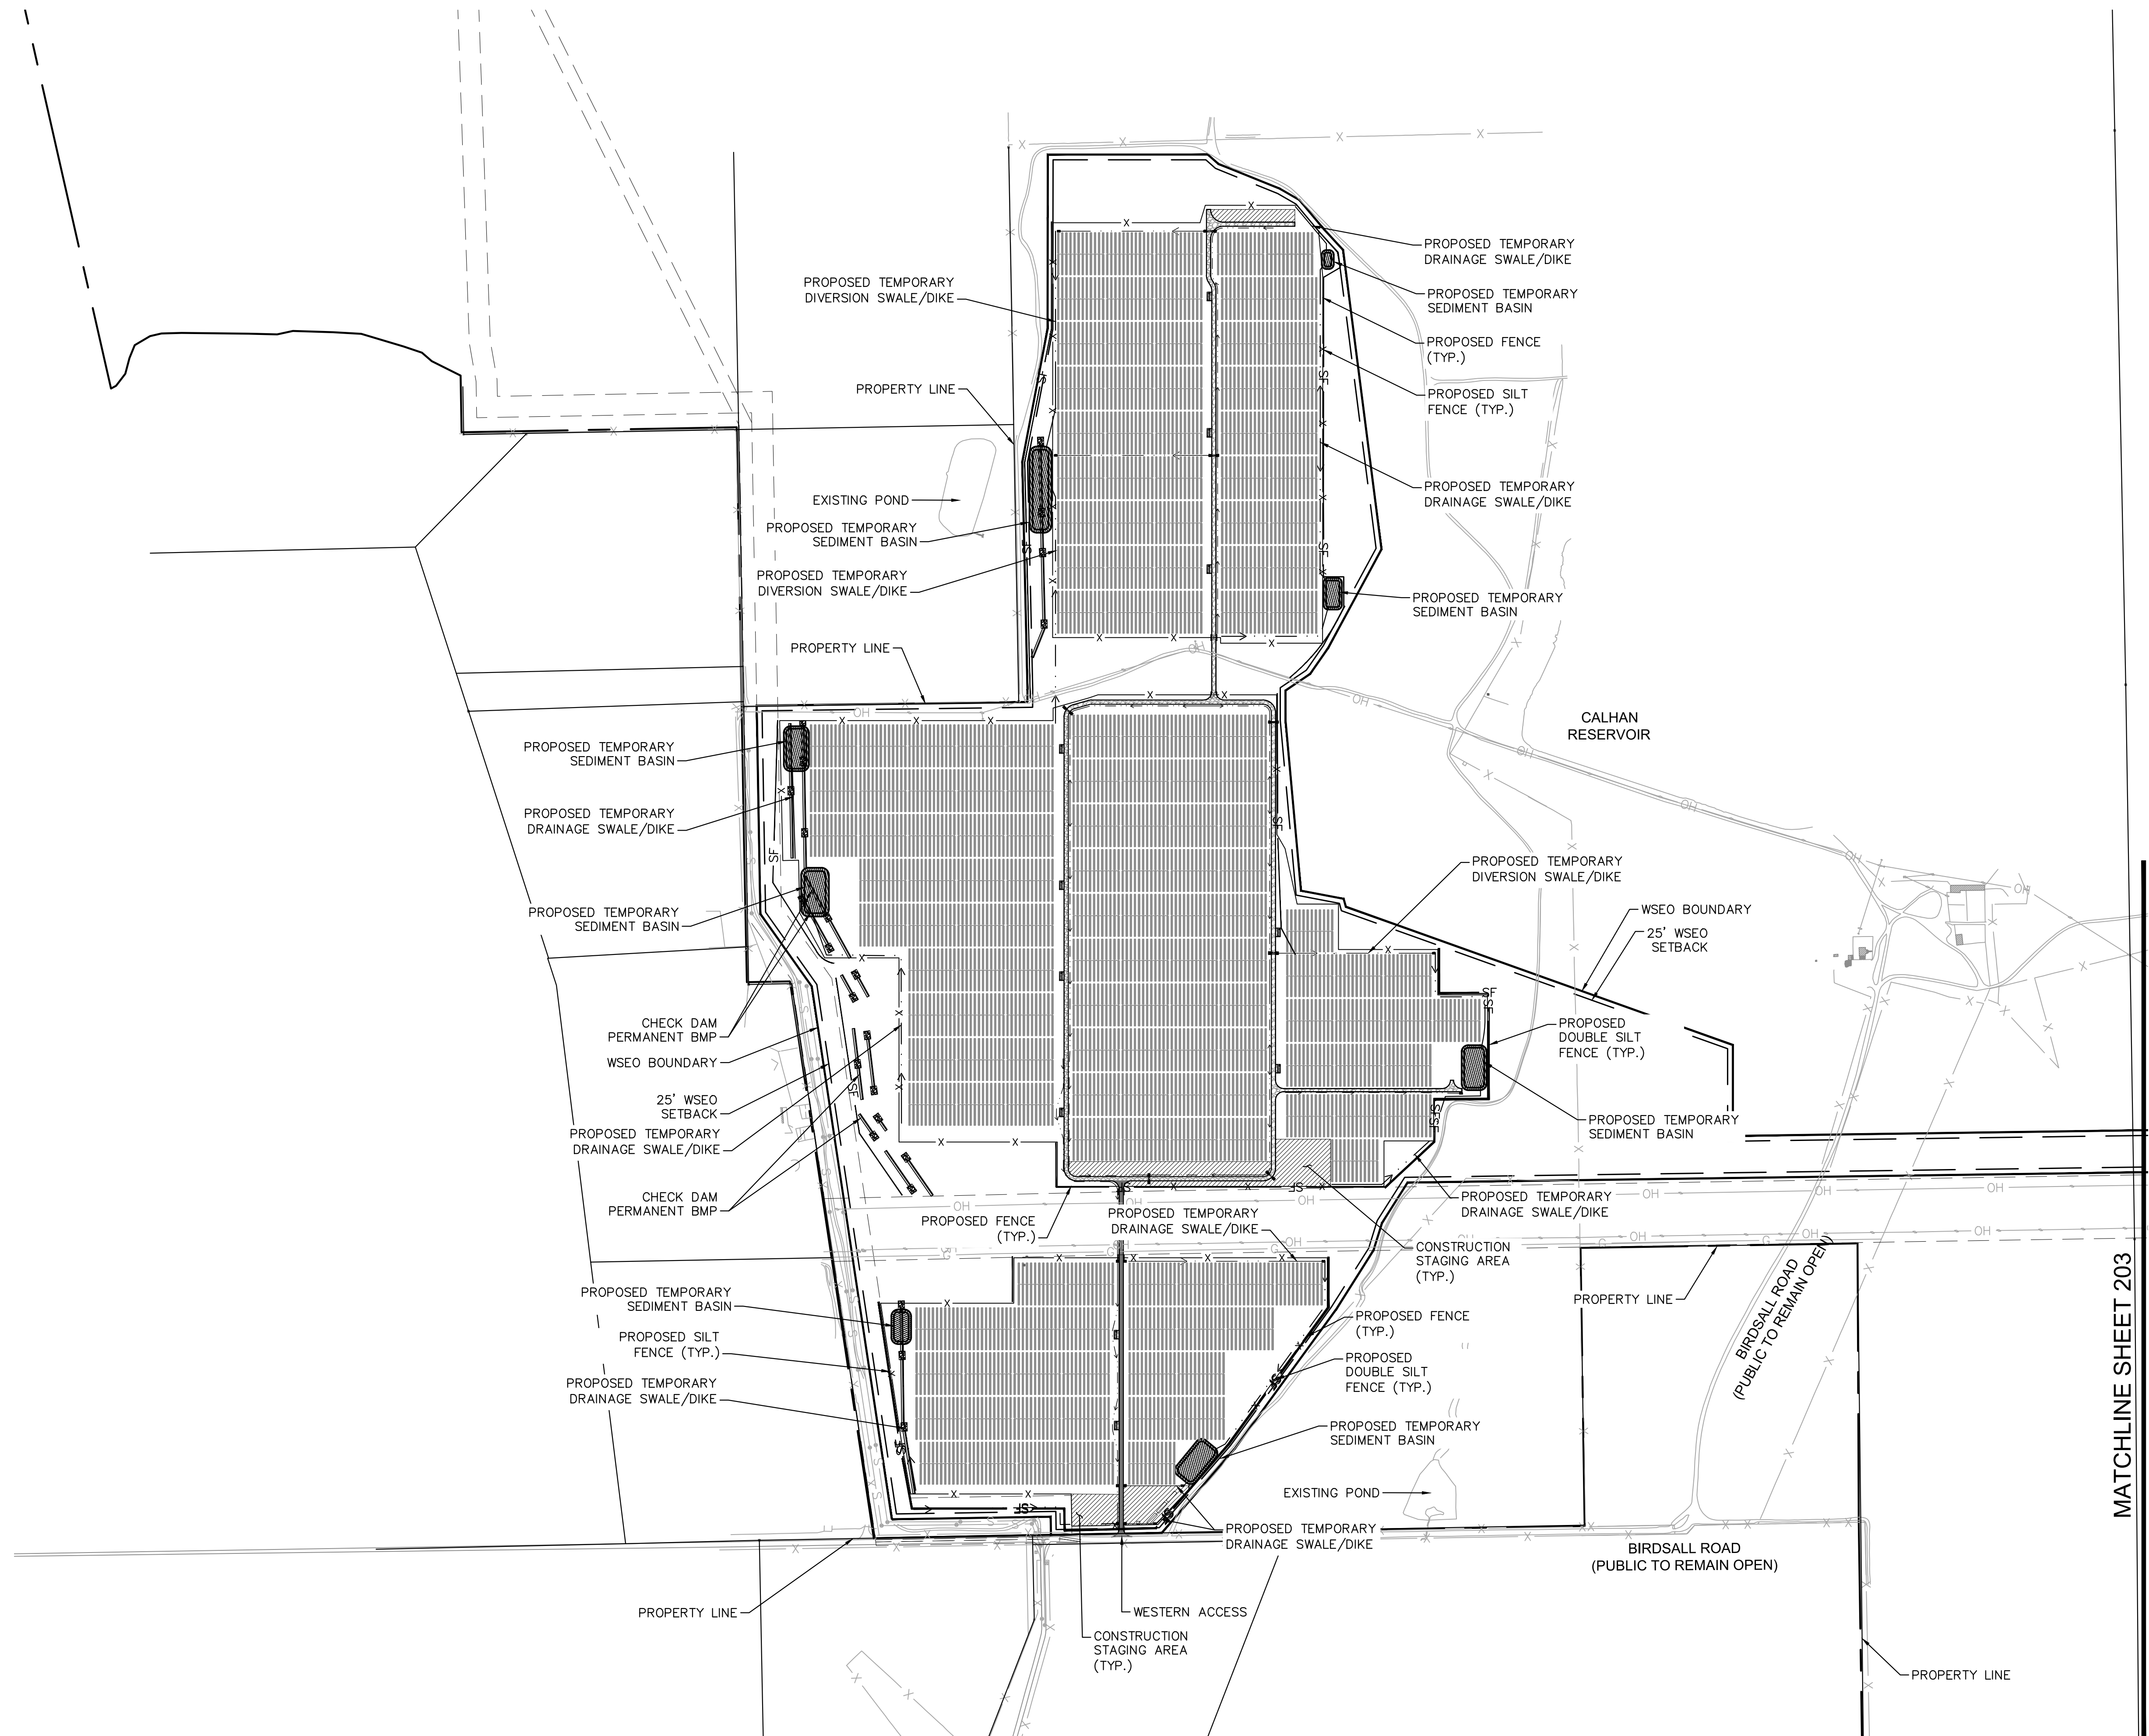 PROPOSED TEMPORARY
DRAINAGE SWALE/DIKE
PROPOSED TEMPORARY
DIVERSION SWALE/DIKE
PROPOSED TEMPORARY
SEDIMENT BASIN
PROPOSED FENCE
(TYP.)
PROPERTY LINE
PROPOSED SILT
FENCE (TYP.)
EXISTING POND
PROPOSED TEMPORARY
DRAINAGE SWALE/DIKE
PROPOSED TEMPORARY
SEDIMENT BASIN
PROPOSED TEMPORARY
DIVERSION SWALE/DIKE
PROPOSED TEMPORARY
SEDIMENT BASIN
PROPERTY LINE
CALHAN
RESERVOIR
PROPOSED TEMPORARY
SEDIMENT BASIN
PROPOSED TEMPORARY
DRAINAGE SWALE/DIKE
PROPOSED TEMPORARY
DIVERSION SWALE/DIKE
PROPOSED TEMPORARY
SEDIMENT BASIN
WSEO BOUNDARY
25' WSEO
SETBACK
CHECK DAM
PERMANENT BMP
PROPOSED
DOUBLE SILT
FENCE (TYP.)
WSEO BOUNDARY
25' WSEO
SETBACK
PROPOSED TEMPORARY
SEDIMENT BASIN
PROPOSED TEMPORARY
DRAINAGE SWALE/DIKE
CHECK DAM
PERMANENT BMP
PROPOSED TEMPORARY
DRAINAGE SWALE/DIKE
PROPOSED FENCE
(TYP.)
PROPOSED TEMPORARY
DRAINAGE SWALE/DIKE
CONSTRUCTION
STAGING AREA
(TYP.)
PROPOSED TEMPORARY
SEDIMENT BASIN
PROPERTY LINE
BIRDSALL ROAD
(PUBLIC TO REMAIN OPEN)
MATCHLINE SHEET 203
PROPOSED FENCE
(TYP.)
PROPOSED SILT
FENCE (TYP.)
PROPOSED
DOUBLE SILT
FENCE (TYP.)
PROPOSED TEMPORARY
DRAINAGE SWALE/DIKE
PROPOSED TEMPORARY
SEDIMENT BASIN
EXISTING POND
PROPOSED TEMPORARY
DRAINAGE SWALE/DIKE
BIRDSALL ROAD
(PUBLIC TO REMAIN OPEN)
PROPERTY LINE
WESTERN ACCESS
CONSTRUCTION
STAGING AREA
(TYP.)
PROPERTY LINE
X
OH
SF
G
S